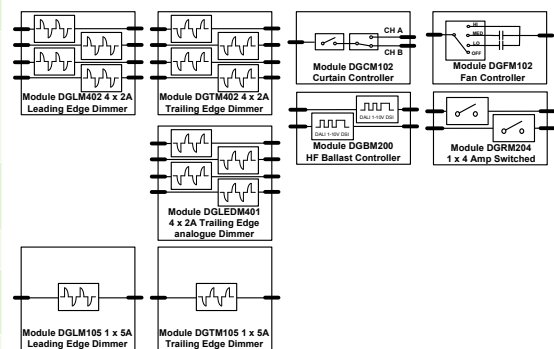 Module DGLM402 4 x 2A
Leading Edge Dimmer
Module DGTM402 4 x 2A
Trailing Edge Dimmer
CH A
CH B
Module DGCM102
Curtain Controller
HI
MED
LO
OFF
Module DGFM102
Fan Controller
DALI 1-10V DSI
DALI 1-10V DSI
Module DGBM200
HF Ballast Controller
Module DGRM204
1 x 4 Amp Switched
Module DGLEDM401
4 x 2A Trailing Edge
analogue Dimmer
Module DGLM105 1 x 5A
Leading Edge Dimmer
Module DGTM105 1 x 5A
Trailing Edge Dimmer